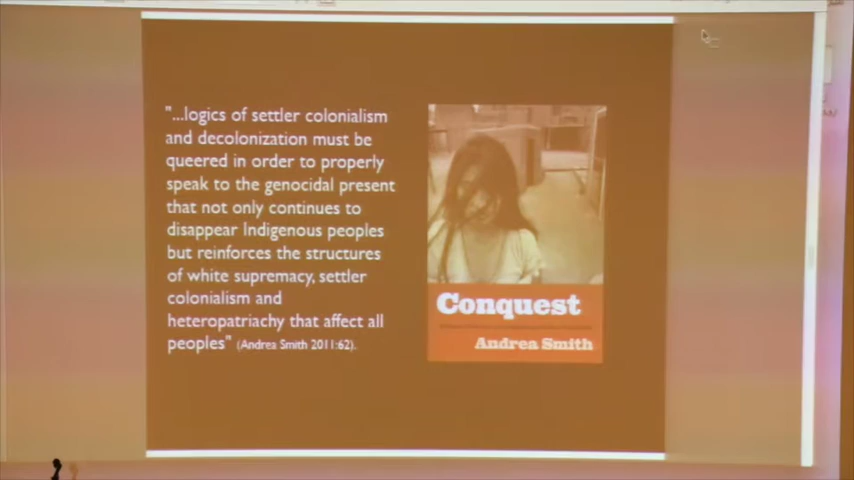 "...logics of settler colonialism
and decolonization must be
queered in order to properly
speak to the genocidal present
that not only continues to
disappear Indigenous peoples
but reinforces the structures
of white supremacy, settler
colonialism and
heteropatriarchy that affect all
peoples" (Andrea Smith 2011:62).
Conquest
Andrea Smith